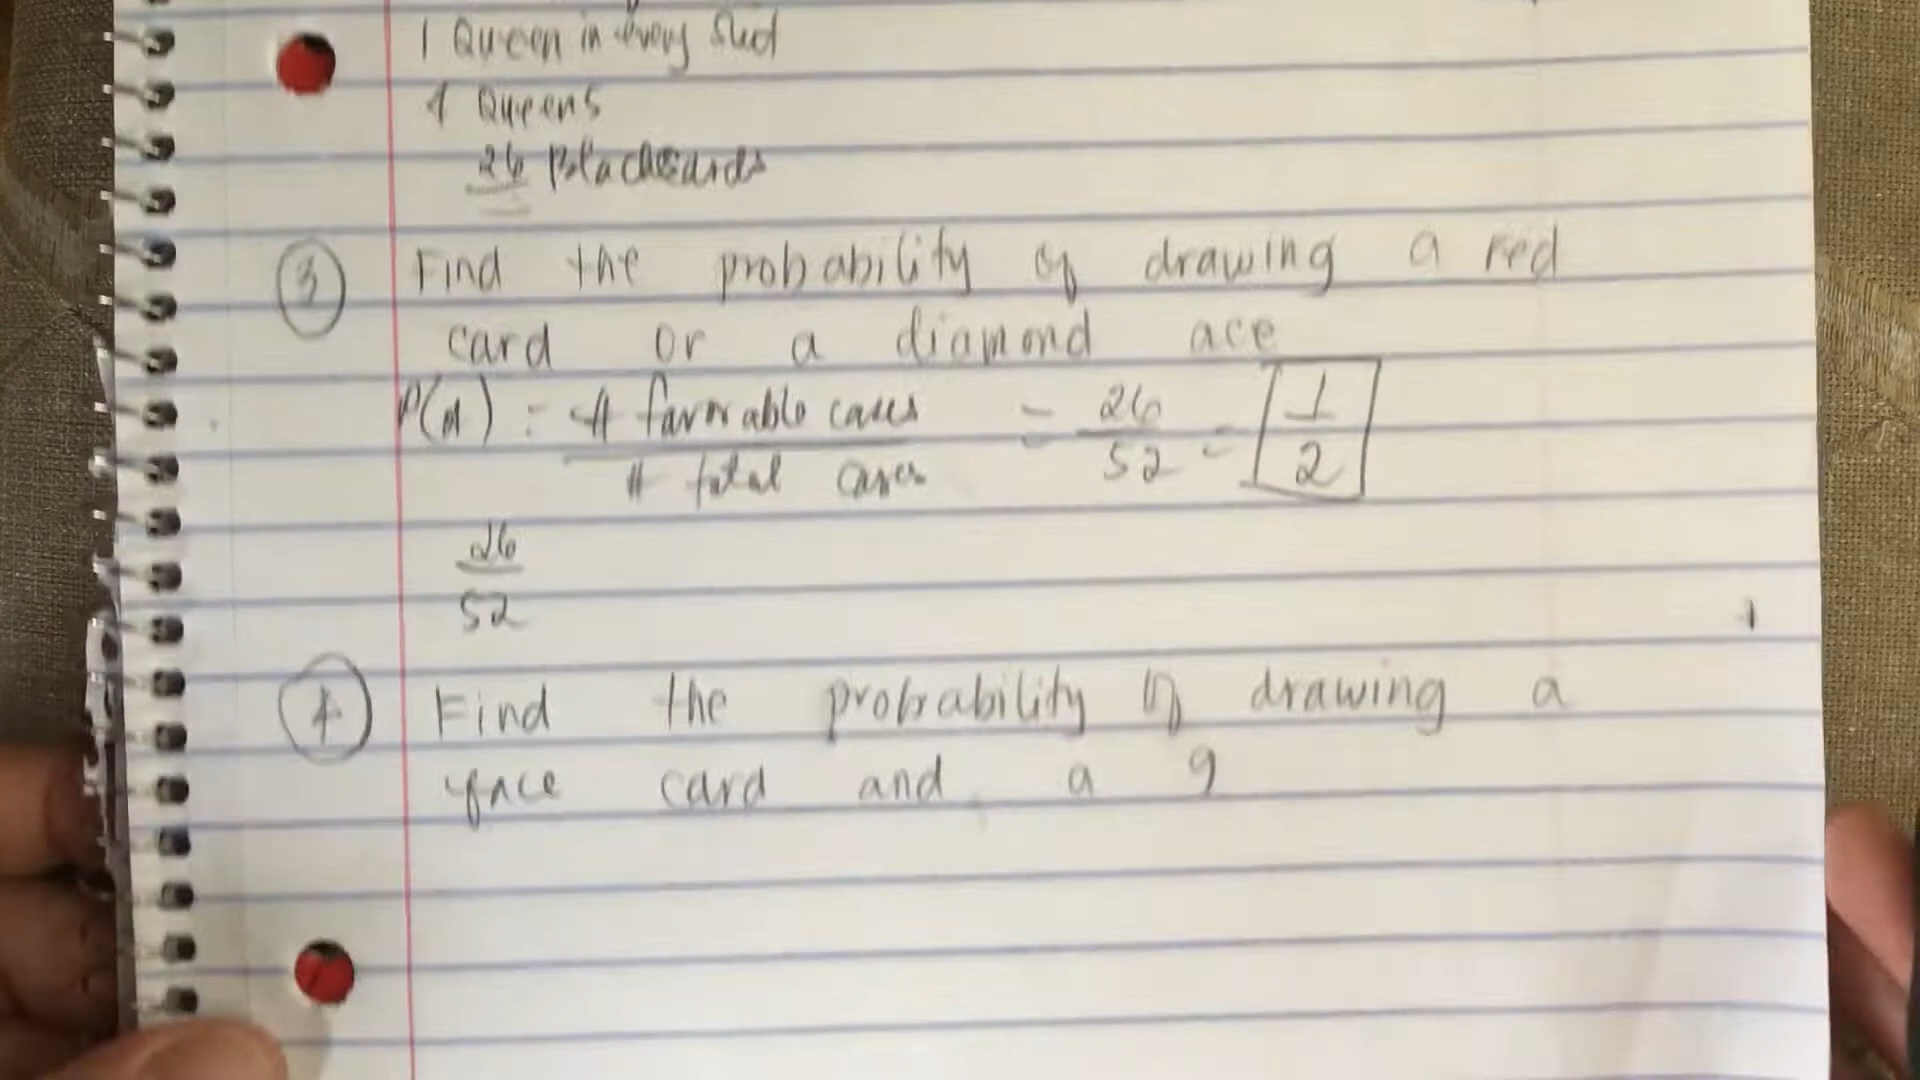 1 Queen in every Suit
4 Queens
26 Blackcards
3 Find the probability of drawing a red
card or a diamond ace
P(A) = # favorable cases / # total cases = 26/52 = 1/2
26/52
4 Find the probability of drawing a
face card and a 9